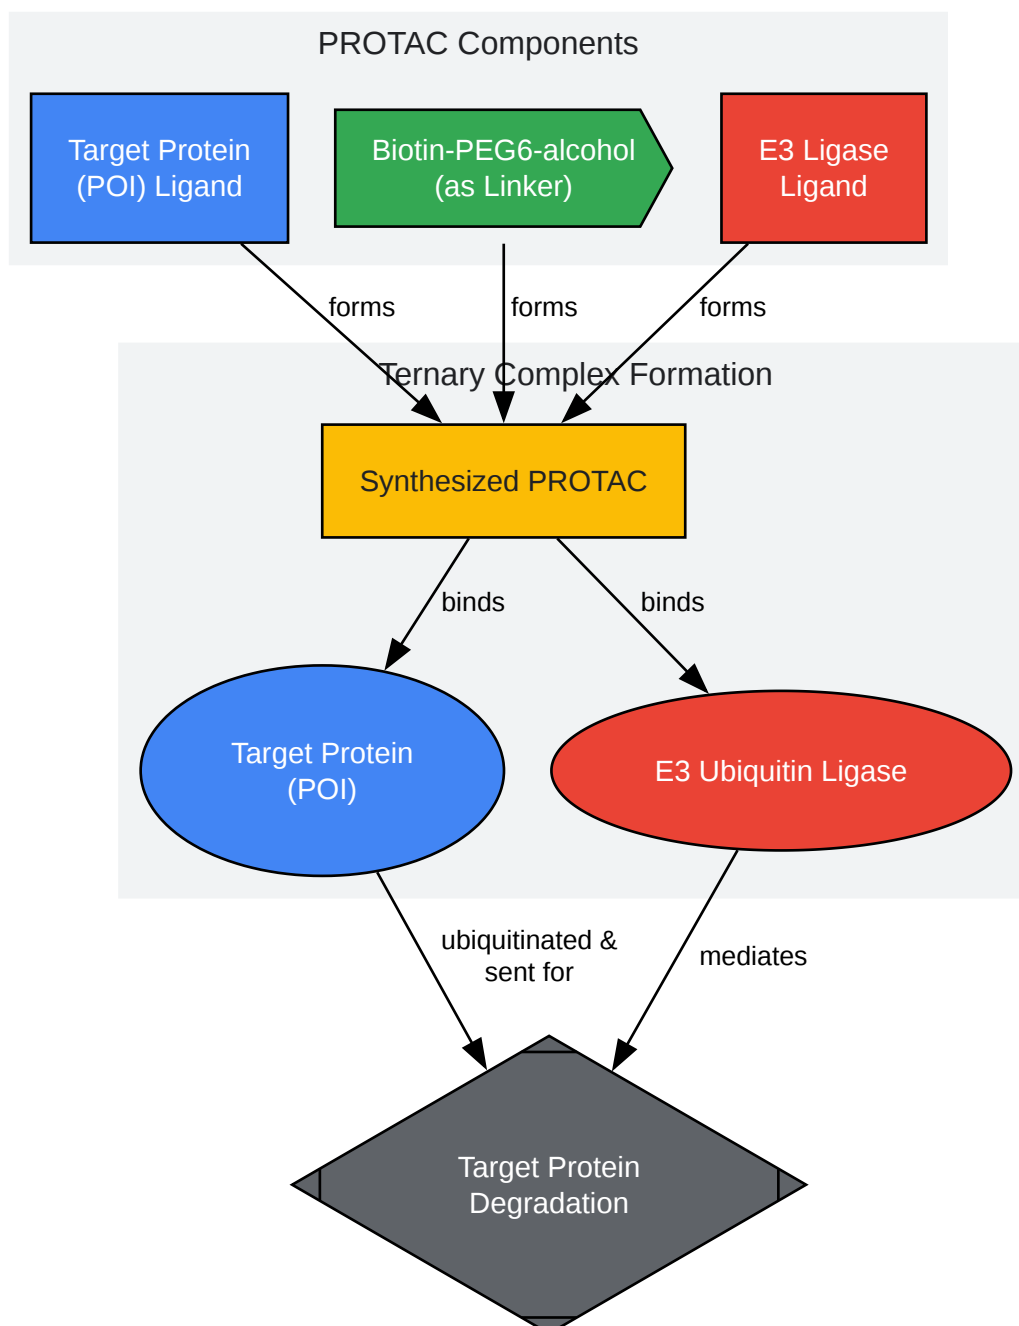 PROTAC Components
Target Protein
(POI) Ligand
Biotin-PEG6-alcohol
(as Linker)
E3 Ligase
Ligand
forms
forms
forms
Ternary Complex Formation
Synthesized PROTAC
binds
binds
Target Protein
(POI)
E3 Ubiquitin Ligase
ubiquitinated &
sent for
mediates
Target Protein
Degradation